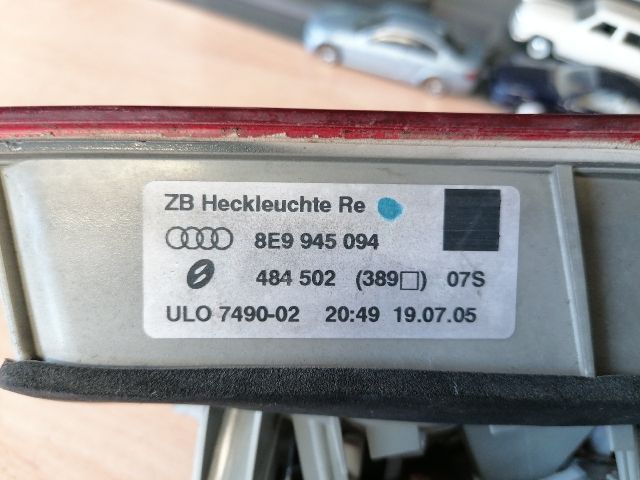 ZB Heckleuchte Re
8E9 945 094
484 502 (389□) 07S
ULO 7490-02 20:49 19.07.05